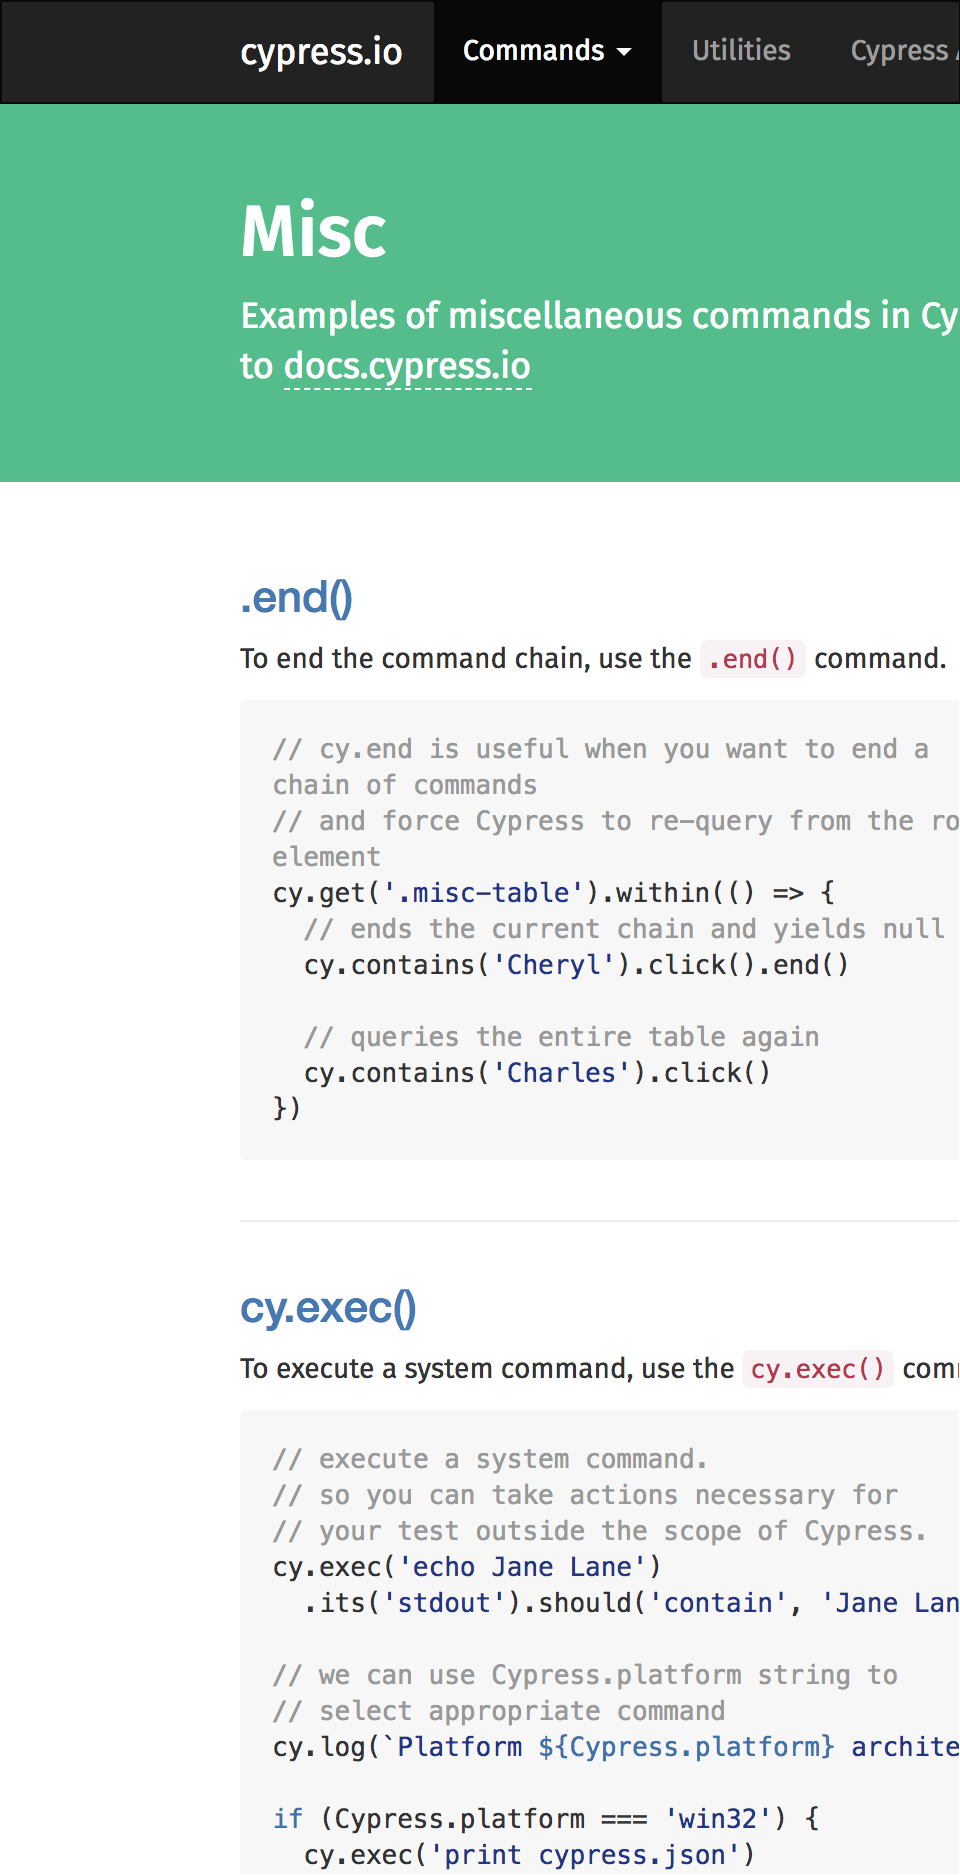 cypress.io Commands Utilities Cypress
Misc
Examples of miscellaneous commands in Cy
to docs.cypress.io
.end()
To end the command chain, use the .end() command.
// cy.end is useful when you want to end a
chain of commands
// and force Cypress to re-query from the ro
element
cy.get('.misc-table').within(() => {
  // ends the current chain and yields null
  cy.contains('Cheryl').click().end()
  // queries the entire table again
  cy.contains('Charles').click()
})
cy.exec()
To execute a system command, use the cy.exec() com
// execute a system command.
// so you can take actions necessary for
// your test outside the scope of Cypress.
cy.exec('echo Jane Lane')
  .its('stdout').should('contain', 'Jane Lan
// we can use Cypress.platform string to
// select appropriate command
cy.log(`Platform ${Cypress.platform} archite
if (Cypress.platform === 'win32') {
  cy.exec('print cypress.json')